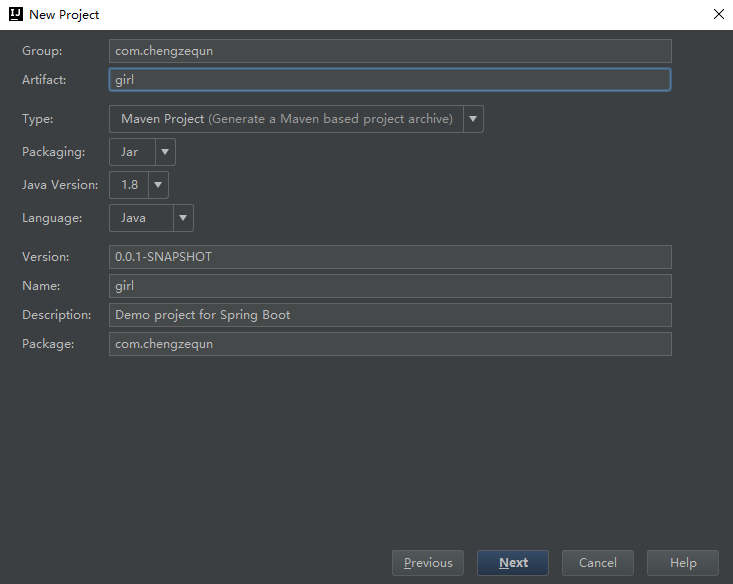 New Project
Group: com.chengzequn
Artifact: girl
Type: Maven Project (Generate a Maven based project archive)
Packaging: Jar
Java Version: 1.8
Language: Java
Version: 0.0.1-SNAPSHOT
Name: girl
Description: Demo project for Spring Boot
Package: com.chengzequn
Previous Next Cancel Help